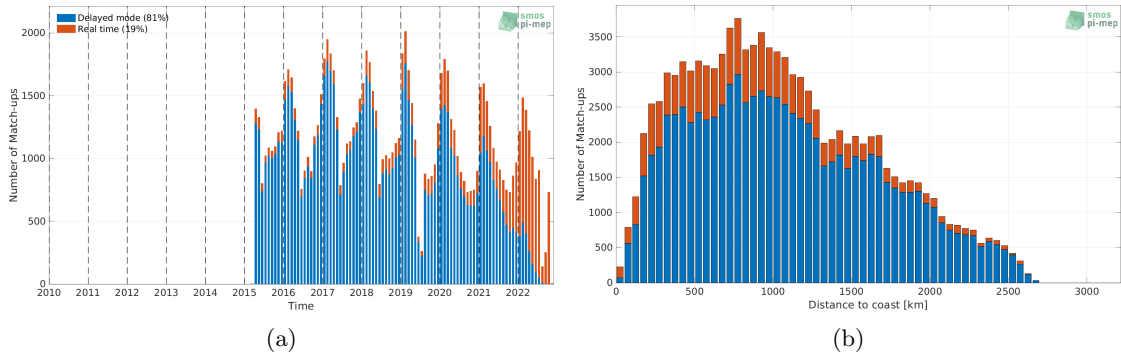 Delayed mode (81%)
Real time (19%)
smos
pi-mep
Number of Match-ups
2000
1500
1000
500
0
2010 2011 2012 2013 2014 2015 2016 2017 2018 2019 2020 2021 2022
Time
(a)
smos
pi-mep
Number of Match-ups
3500
3000
2500
2000
1500
1000
500
0
0 500 1000 1500 2000 2500 3000
Distance to coast [km]
(b)